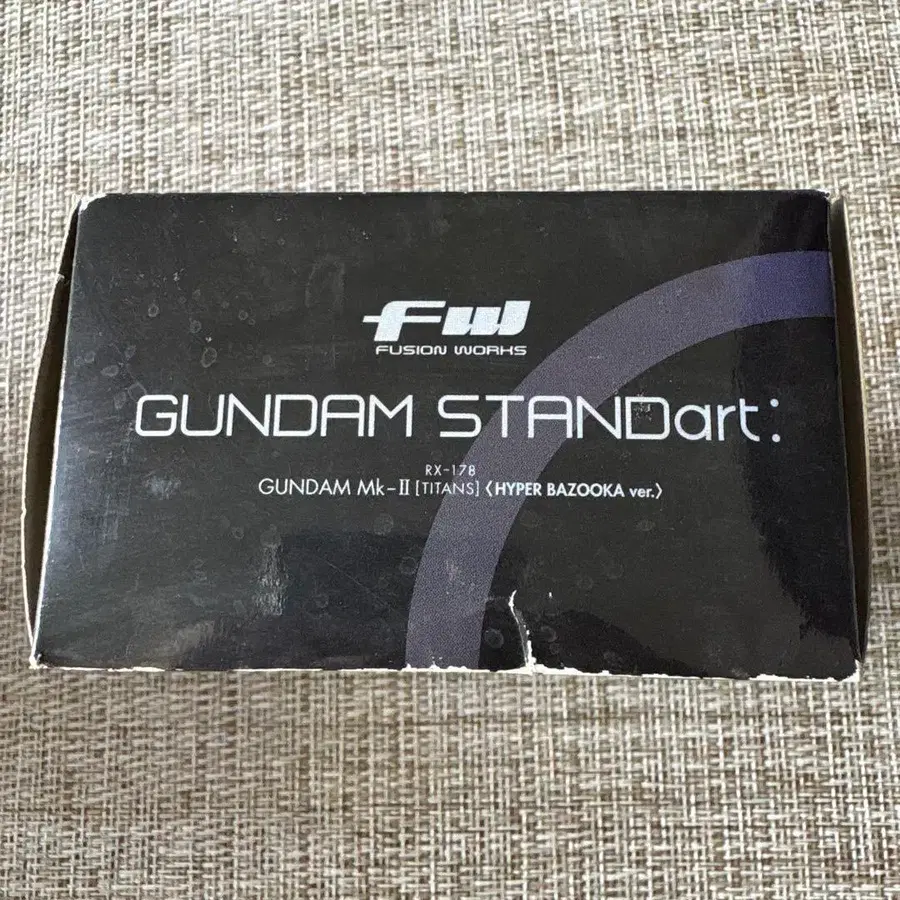 FW
FUSION WORKS
GUNDAM STANDart:
RX-178
GUNDAM Mk-II [TITANS] 〈HYPER BAZOOKA ver.〉